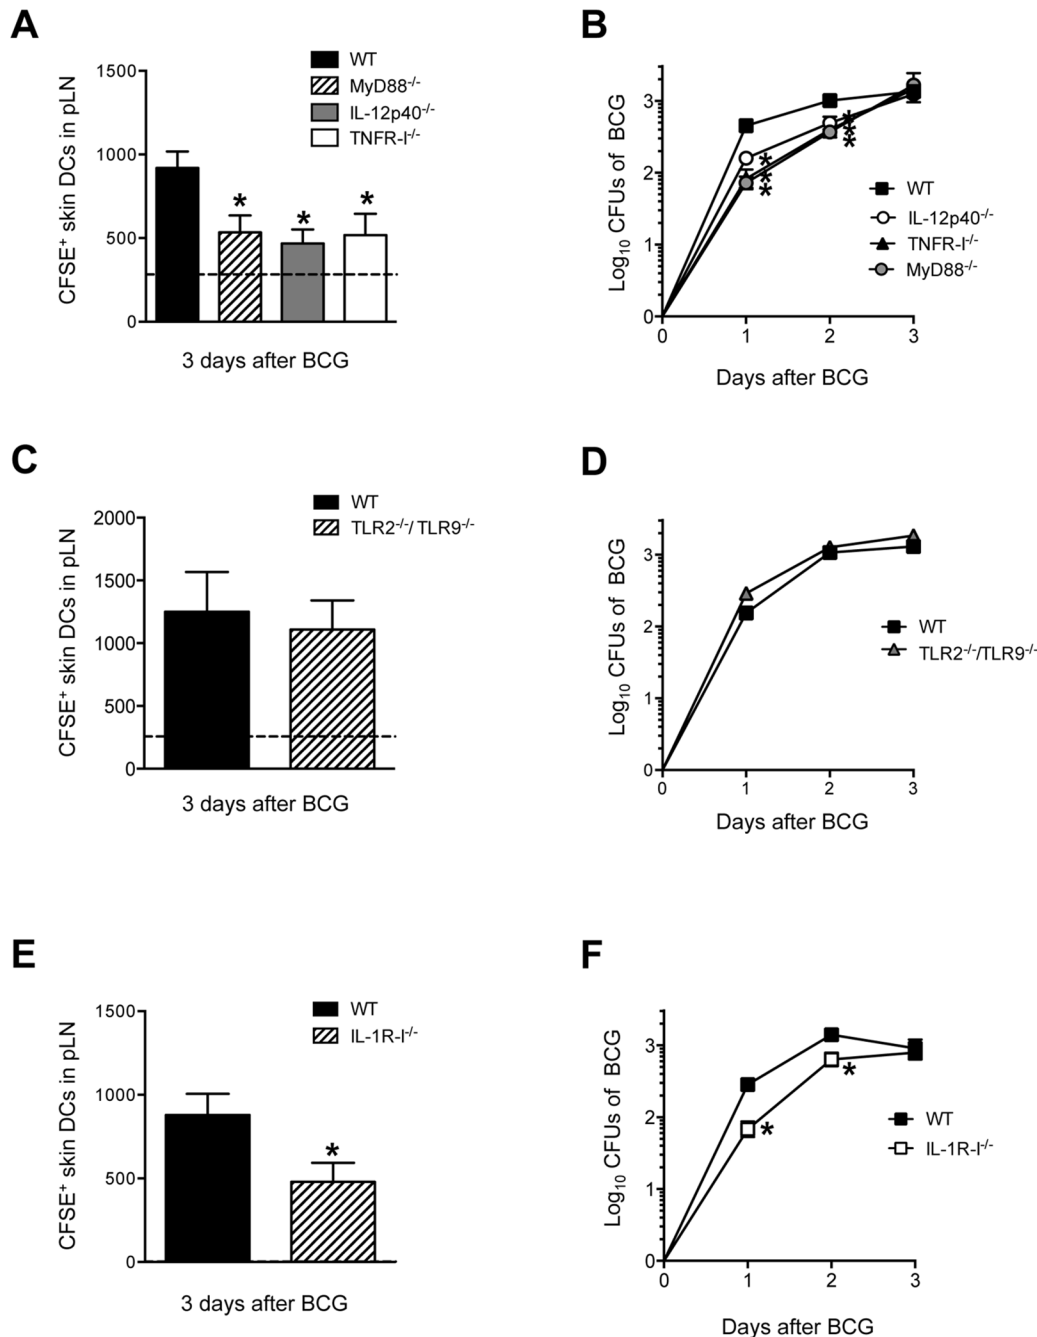 A
CFSE⁺ skin DCs in pLN
1500
1000
500
0
WT
MyD88⁻/⁻
IL-12p40⁻/⁻
TNFR-I⁻/⁻
* * *
3 days after BCG
B
Log₁₀ CFUs of BCG
3
2
1
0
0 1 2 3
* * *
* * *
WT
IL-12p40⁻/⁻
TNFR-I⁻/⁻
MyD88⁻/⁻
Days after BCG
C
CFSE⁺ skin DCs in pLN
2000
1500
1000
500
0
WT
TLR2⁻/⁻/ TLR9⁻/⁻
3 days after BCG
D
Log₁₀ CFUs of BCG
3
2
1
0
0 1 2 3
WT
TLR2⁻/⁻/TLR9⁻/⁻
Days after BCG
E
CFSE⁺ skin DCs in pLN
1500
1000
500
0
WT
IL-1R-I⁻/⁻
*
3 days after BCG
F
Log₁₀ CFUs of BCG
3
2
1
0
0 1 2 3
*
*
WT
IL-1R-I⁻/⁻
Days after BCG